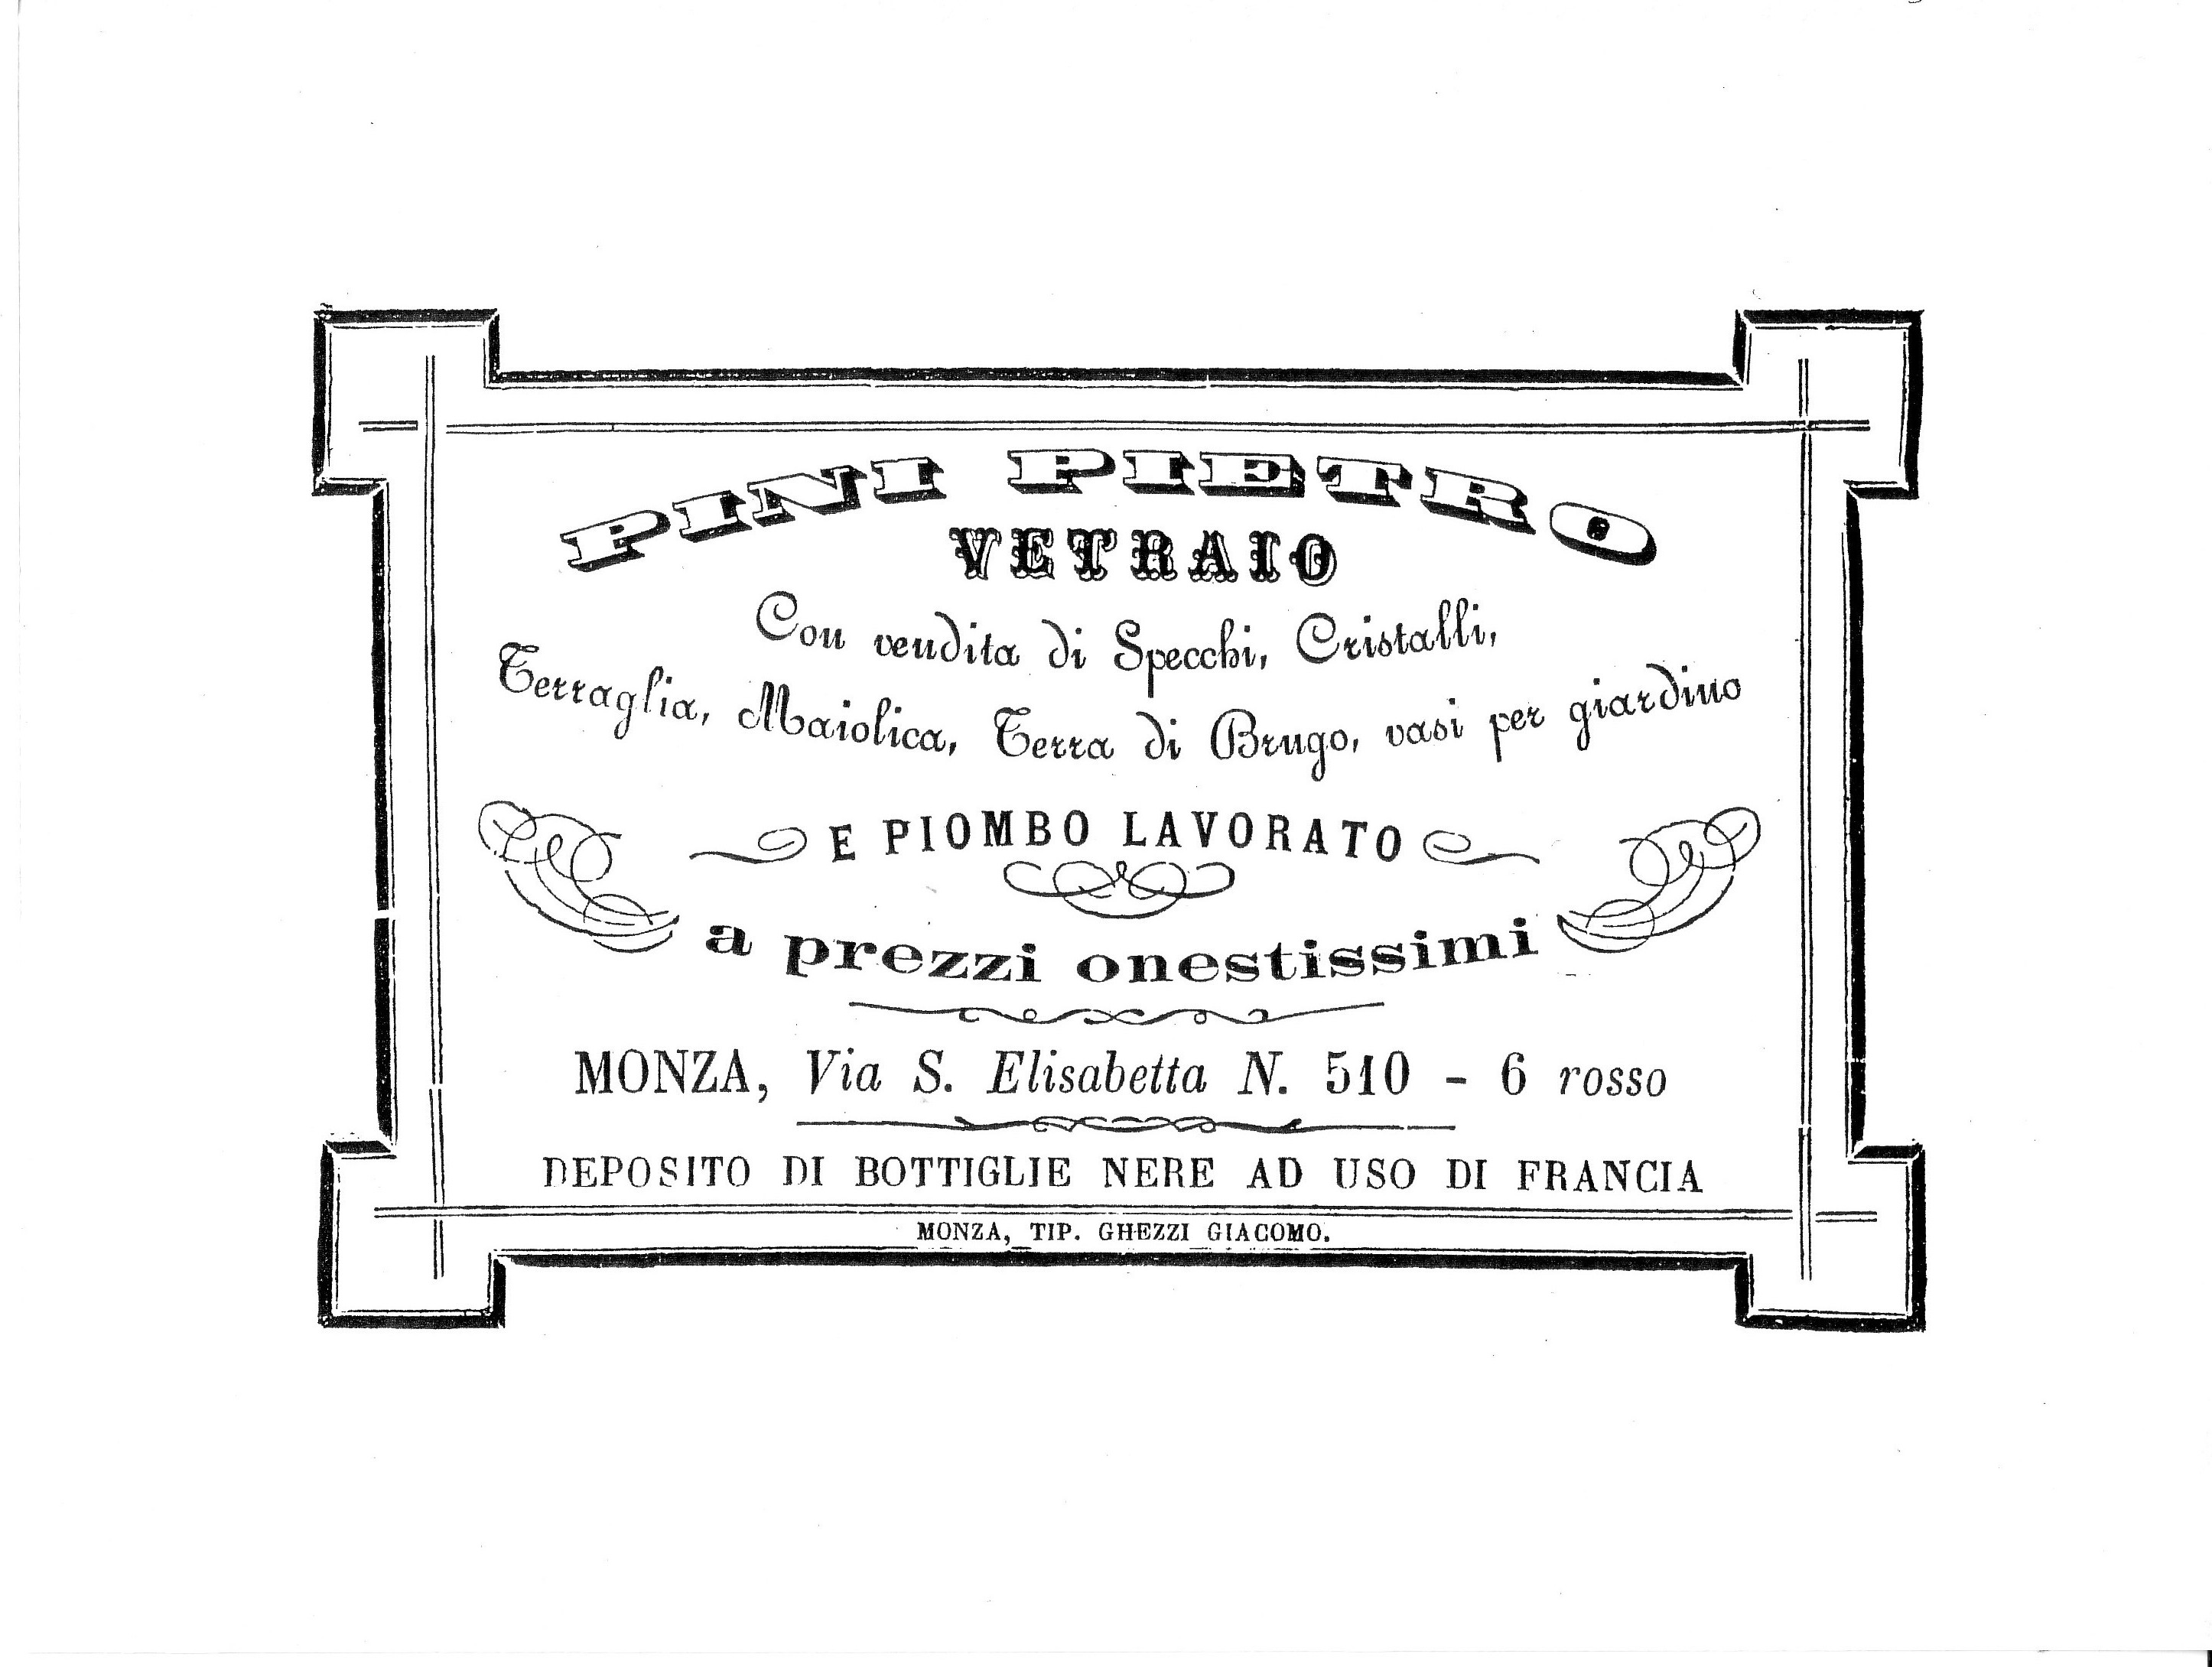 PINI PIETRO
VETRAIO
Con vendita di Specchi, Cristalli,
Terraglia, Maiolica, Terra di Brugo, vasi per giardino
E PIOMBO LAVORATO
a prezzi onestissimi
MONZA, Via S. Elisabetta N. 510 - 6 rosso
DEPOSITO DI BOTTIGLIE NERE AD USO DI FRANCIA
MONZA, TIP. GHEZZI GIACOMO.